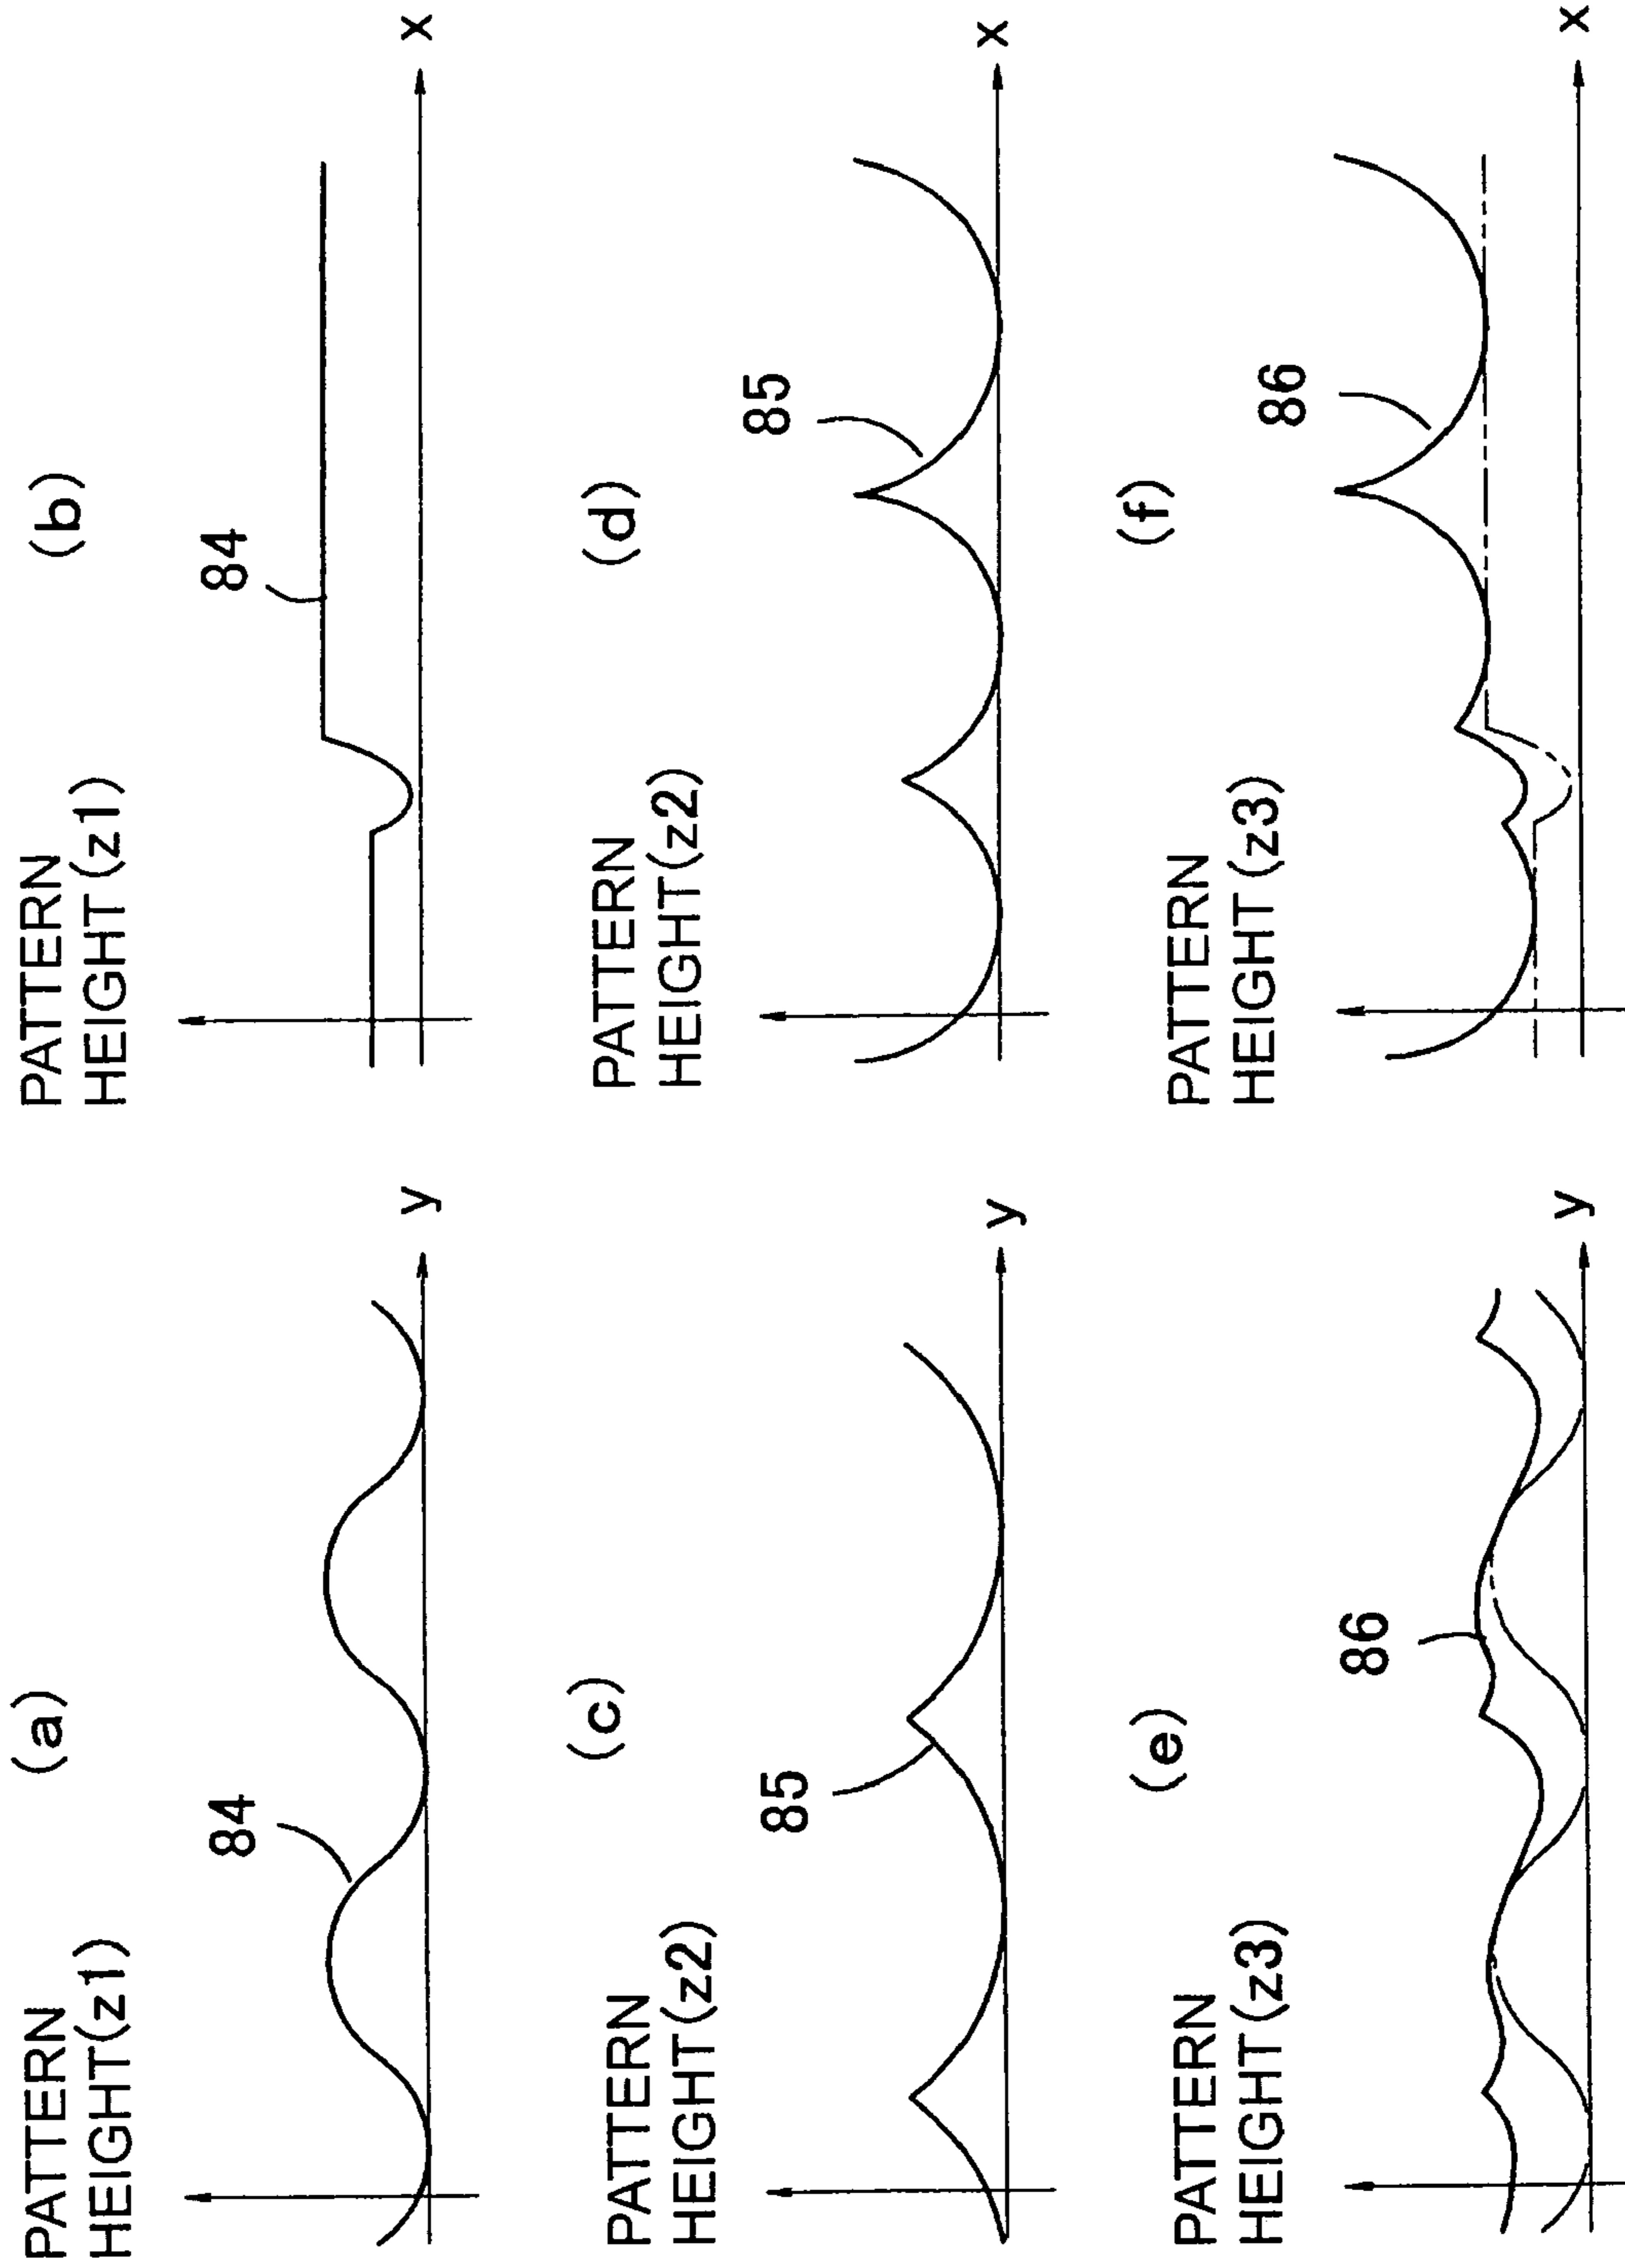 (a)
PATTERN
HEIGHT(z1)
84
y
(b)
PATTERN
HEIGHT(z1)
84
x
(c)
PATTERN
HEIGHT(z2)
85
y
(d)
PATTERN
HEIGHT(z2)
85
x
(e)
PATTERN
HEIGHT(z3)
86
y
(f)
PATTERN
HEIGHT(z3)
86
x